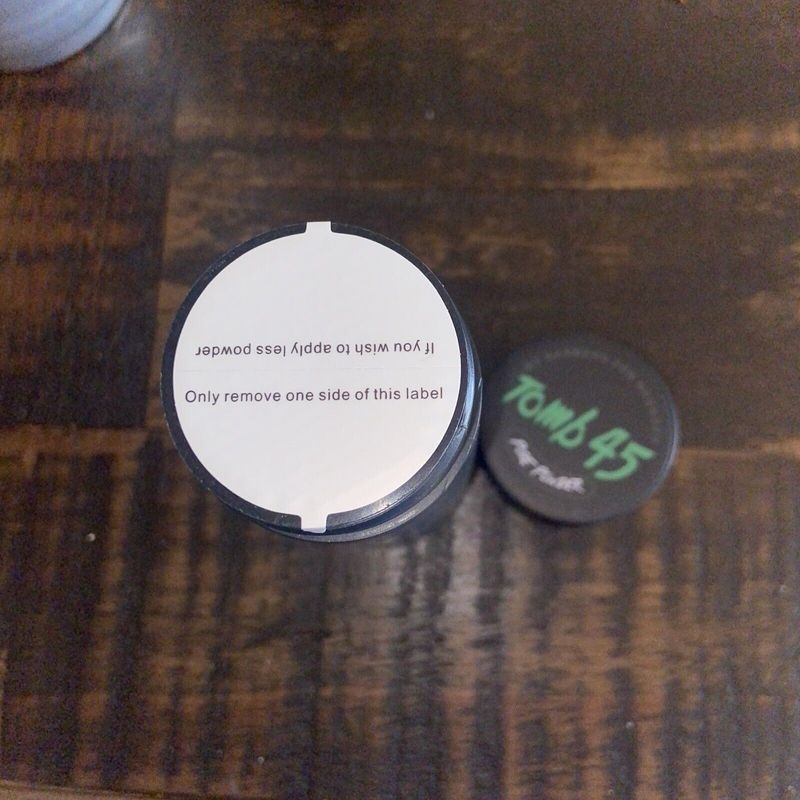 If you wish to apply less powder
Only remove one side of this label
Tomb 45